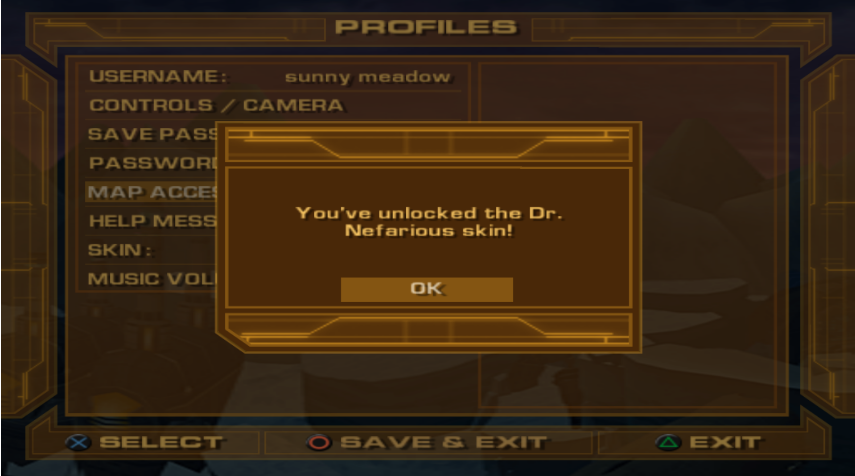 PROFILES
USERNAME: sunny meadow
CONTROLS / CAMERA
SAVE PASS
PASSWOR
MAP ACCES
HELP MESS
SKIN:
MUSIC VOL
You've unlocked the Dr.
Nefarious skin!
OK
SELECT
SAVE & EXIT
EXIT